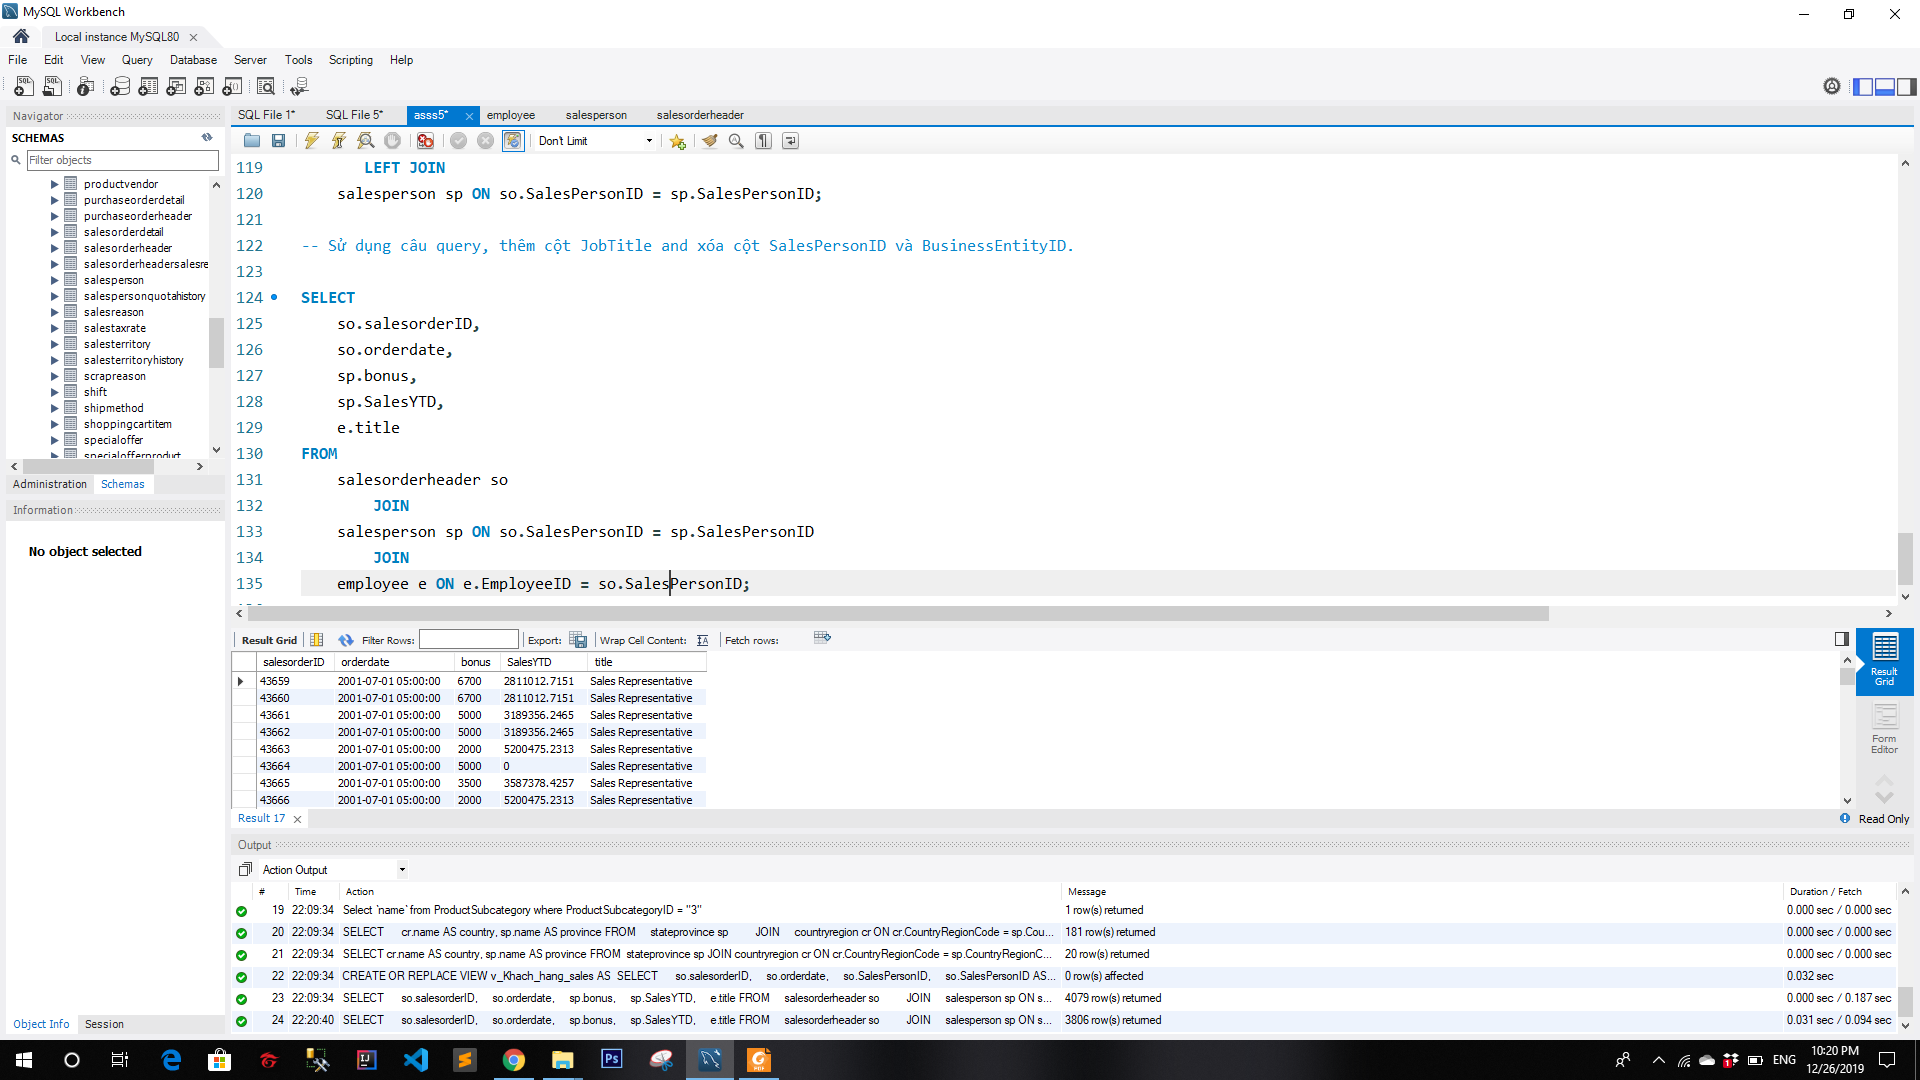 MySQL Workbench
Local instance MySQL80
File Edit View Query Database Server Tools Scripting Help
Navigator
SCHEMAS
Filter objects
productvendor
purchaseorderdetail
purchaseorderheader
salesorderdetail
salesorderheader
salesorderheadersalesre
salesperson
salespersonquotahistory
salesreason
salestaxrate
salesterritory
salesterritoryhistory
scrapreason
shift
shipmethod
shoppingcartitem
specialoffer
specialofferproduct
Administration Schemas
Information
No object selected
Object Info Session
SQL File 1* SQL File 5* asss5* employee salesperson salesorderheader
Don't Limit
119 LEFT JOIN
120 salesperson sp ON so.SalesPersonID = sp.SalesPersonID;
121
122 -- Sử dụng câu query, thêm cột JobTitle and xóa cột SalesPersonID và BusinessEntityID.
123
124 SELECT
125 so.salesorderID,
126 so.orderdate,
127 sp.bonus,
128 sp.SalesYTD,
129 e.title
130 FROM
131 salesorderheader so
132 JOIN
133 salesperson sp ON so.SalesPersonID = sp.SalesPersonID
134 JOIN
135 employee e ON e.EmployeeID = so.SalesPersonID;
Result Grid Filter Rows: Export: Wrap Cell Content: Fetch rows:
salesorderID orderdate bonus SalesYTD title
43659 2001-07-01 05:00:00 6700 2811012.7151 Sales Representative
43660 2001-07-01 05:00:00 6700 2811012.7151 Sales Representative
43661 2001-07-01 05:00:00 5000 3189356.2465 Sales Representative
43662 2001-07-01 05:00:00 5000 3189356.2465 Sales Representative
43663 2001-07-01 05:00:00 2000 5200475.2313 Sales Representative
43664 2001-07-01 05:00:00 5000 0 Sales Representative
43665 2001-07-01 05:00:00 3500 3587378.4257 Sales Representative
43666 2001-07-01 05:00:00 2000 5200475.2313 Sales Representative
Result Grid
Form Editor
Result 17
Read Only
Output
Action Output
# Time Action Message Duration / Fetch
19 22:09:34 Select `name` from ProductSubcategory where ProductSubcategoryID = "3" 1 row(s) returned 0.000 sec / 0.000 sec
20 22:09:34 SELECT cr.name AS country, sp.name AS province FROM stateprovince sp JOIN countryregion cr ON cr.CountryRegionCode = sp.Cou... 181 row(s) returned 0.000 sec / 0.000 sec
21 22:09:34 SELECT cr.name AS country, sp.name AS province FROM stateprovince sp JOIN countryregion cr ON cr.CountryRegionCode = sp.CountryRegionC... 20 row(s) returned 0.000 sec / 0.000 sec
22 22:09:34 CREATE OR REPLACE VIEW v_Khach_hang_sales AS SELECT so.salesorderID, so.orderdate, so.SalesPersonID, so.SalesPersonID AS... 0 row(s) affected 0.032 sec
23 22:09:34 SELECT so.salesorderID, so.orderdate, sp.bonus, sp.SalesYTD, e.title FROM salesorderheader so JOIN salesperson sp ON s... 4079 row(s) returned 0.000 sec / 0.187 sec
24 22:20:40 SELECT so.salesorderID, so.orderdate, sp.bonus, sp.SalesYTD, e.title FROM salesorderheader so JOIN salesperson sp ON s... 3806 row(s) returned 0.031 sec / 0.094 sec
ENG
10:20 PM
12/26/2019